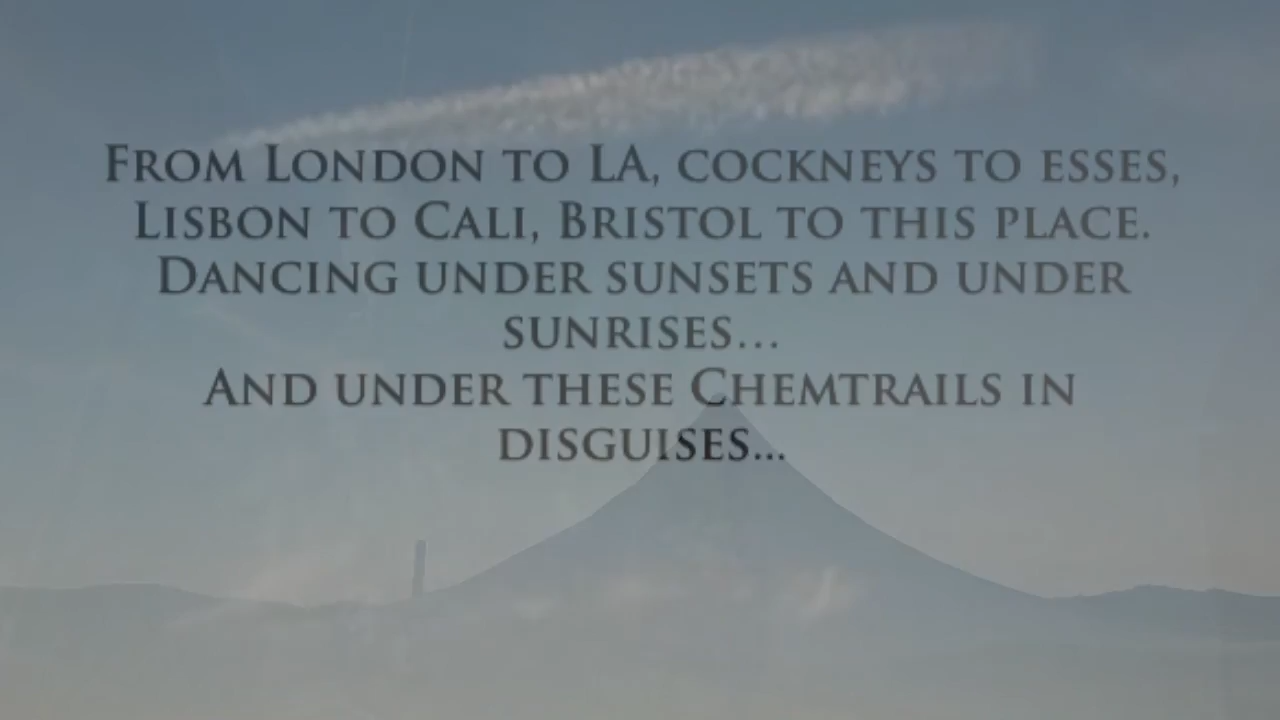 From London to LA, cockneys to esses,
Lisbon to Cali, Bristol to this place.
Dancing under sunsets and under
sunrises...
And under these Chemtrails in
disguises...